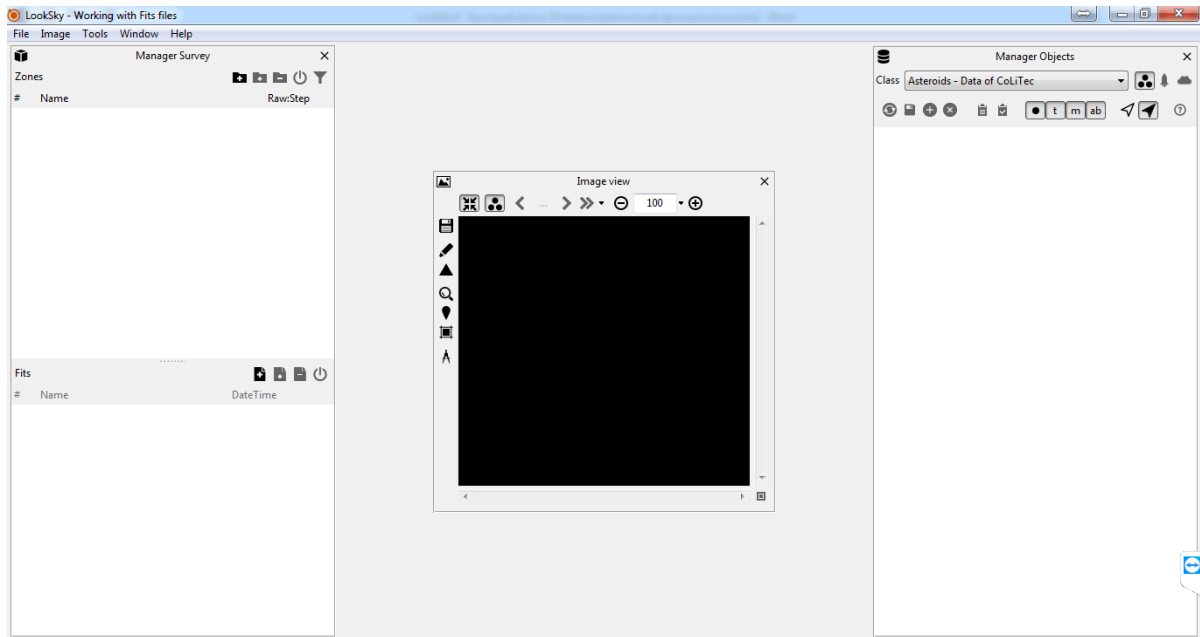 LookSky - Working with Fits files
File Image Tools Window Help
Manager Survey
Zones
# Name Raw:Step
Fits
# Name DateTime
Image view
... 100
Manager Objects
Class Asteroids - Data of CoLiTec
t m ab